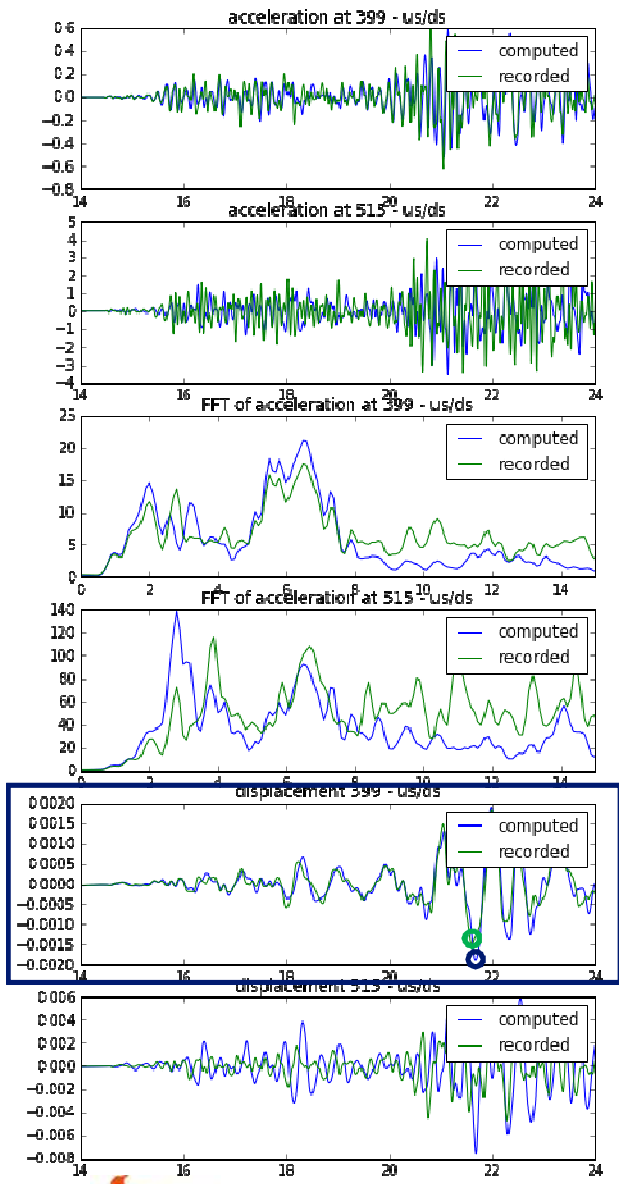 acceleration at 399 - us/ds
0.6
0.4
0.2
0.0
−0.2
−0.4
−0.6
−0.8
computed
recorded
14 16 18 20 22 24
acceleration at 515 - us/ds
5
4
3
2
1
0
−1
−2
−3
−4
computed
recorded
14 16 18 20 22 24
FFT of acceleration at 399 - us/ds
25
20
15
10
5
0
computed
recorded
0 2 4 6 8 10 12 14
FFT of acceleration at 515 - us/ds
140
120
100
80
60
40
20
0
computed
recorded
0 2 4 6 8 10 12 14
displacement 399 - us/ds
0.0020
0.0015
0.0010
0.0005
0.0000
−0.0005
−0.0010
−0.0015
−0.0020
computed
recorded
14 16 18 20 22 24
displacement 515 - us/ds
0.006
0.004
0.002
0.000
−0.002
−0.004
−0.006
−0.008
computed
recorded
14 16 18 20 22 24